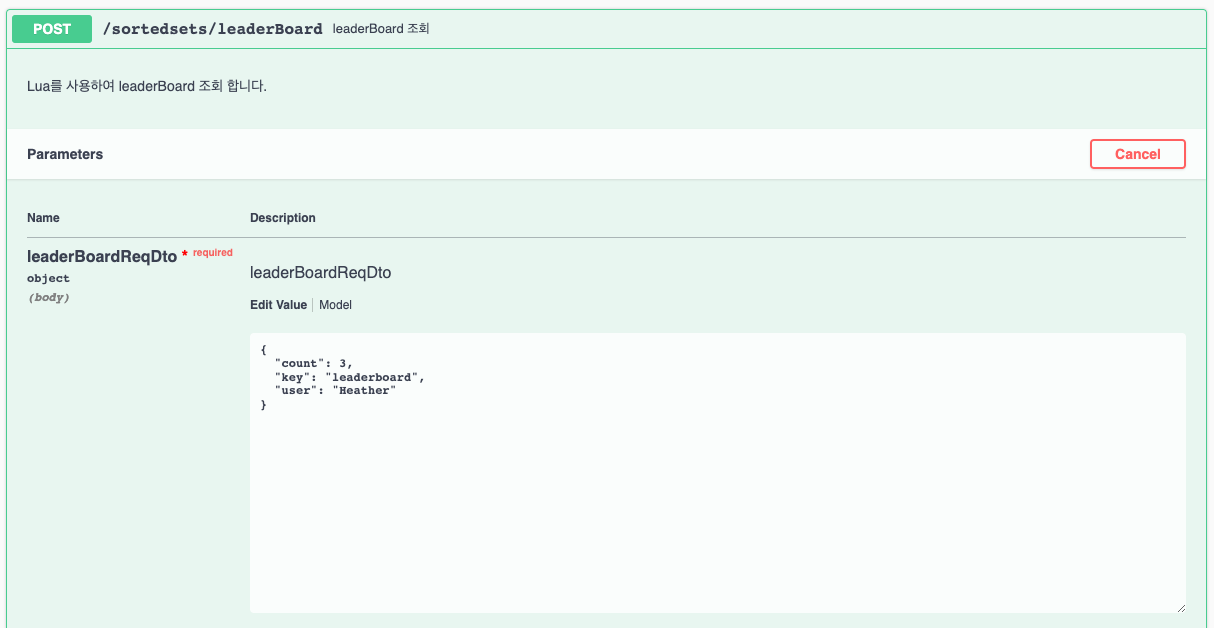 POST /sortedsets/leaderBoard leaderBoard 조회
Lua를 사용하여 leaderBoard 조회 합니다.
Parameters Cancel
Name Description
leaderBoardReqDto * required
object
(body)
leaderBoardReqDto
Edit Value Model
{
  "count": 3,
  "key": "leaderboard",
  "user": "Heather"
}